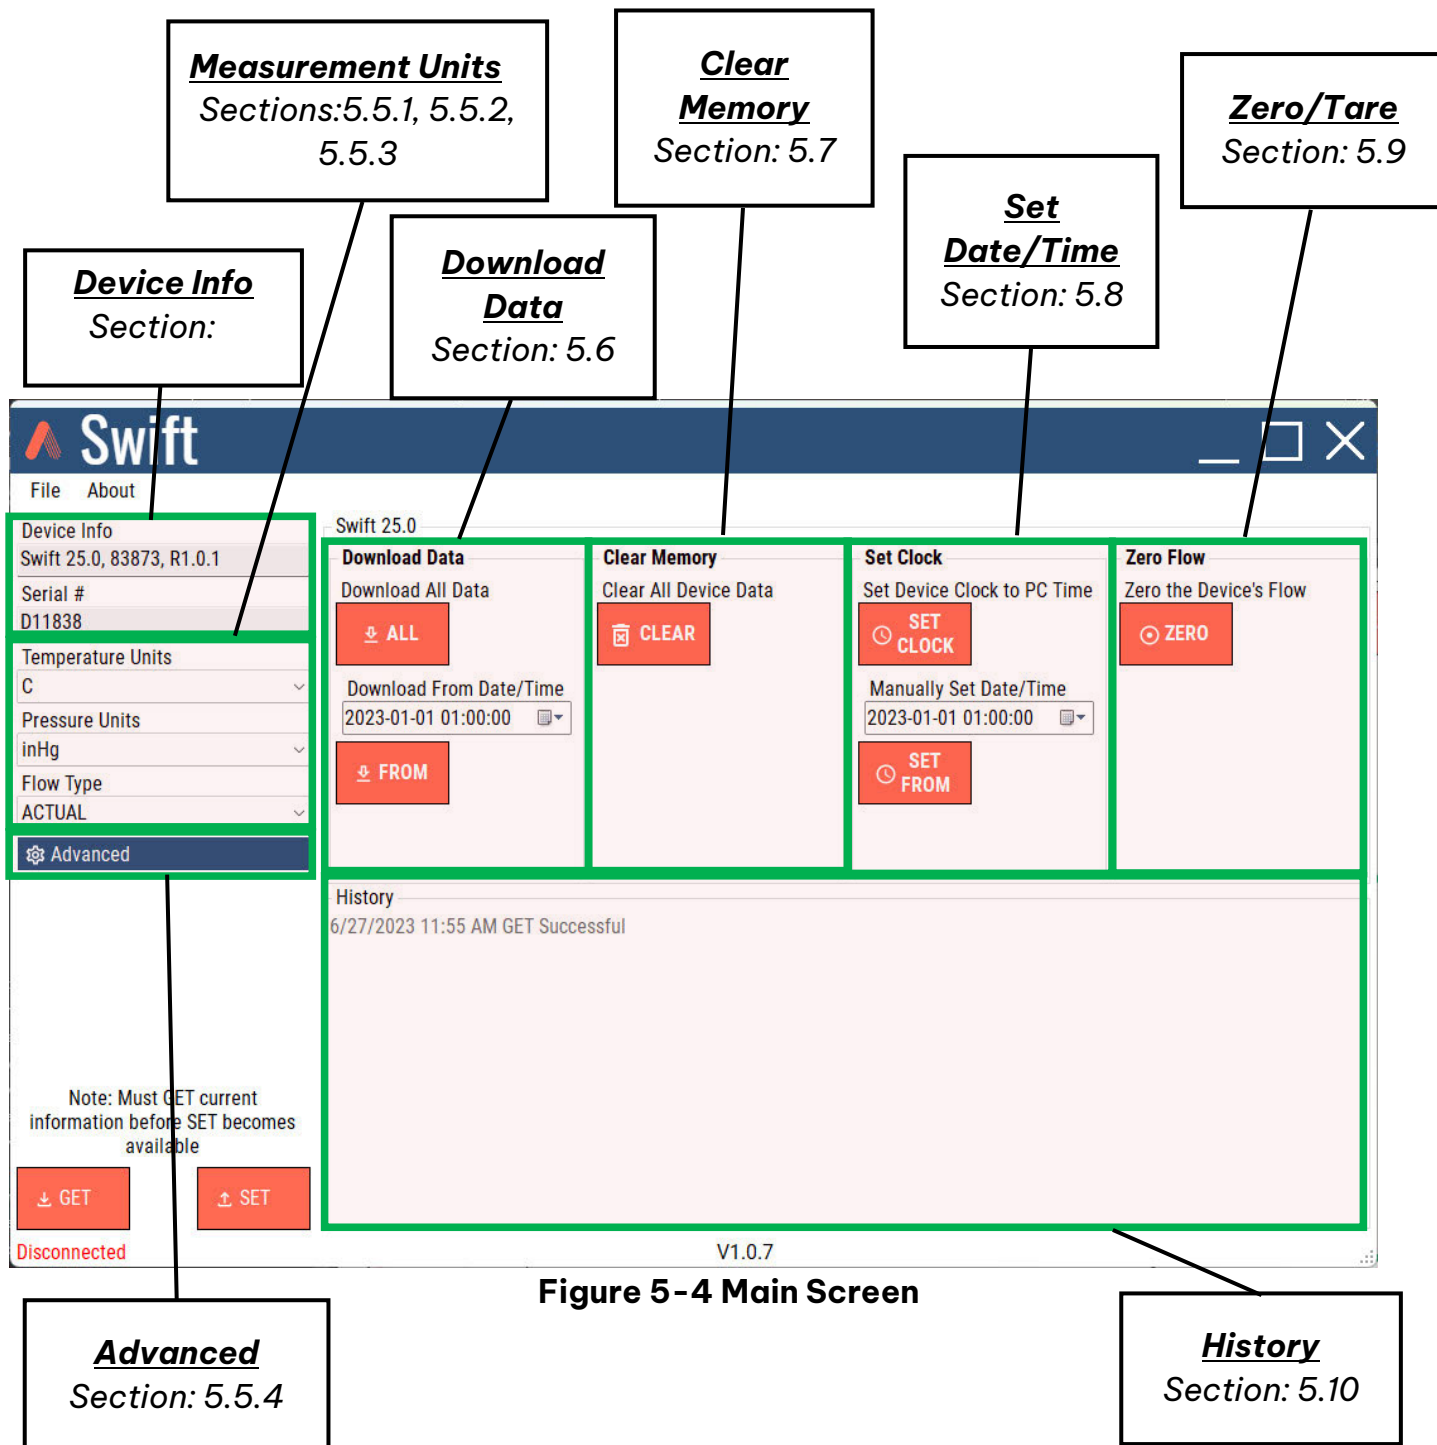 Measurement Units
Sections:5.5.1, 5.5.2,
5.5.3
Clear
Memory
Section: 5.7
Zero/Tare
Section: 5.9
Set
Date/Time
Section: 5.8
Download
Data
Section: 5.6
Device Info
Section:
Swift
File About
Device Info
Swift 25.0, 83873, R1.0.1
Serial #
D11838
Temperature Units
C
Pressure Units
inHg
Flow Type
ACTUAL
Advanced
Note: Must GET current
information before SET becomes
available
GET
SET
Disconnected
Swift 25.0
Download Data
Download All Data
ALL
Download From Date/Time
2023-01-01 01:00:00
FROM
Clear Memory
Clear All Device Data
CLEAR
Set Clock
Set Device Clock to PC Time
SET
CLOCK
Manually Set Date/Time
2023-01-01 01:00:00
SET
FROM
Zero Flow
Zero the Device's Flow
ZERO
History
6/27/2023 11:55 AM GET Successful
V1.0.7
Figure 5-4 Main Screen
Advanced
Section: 5.5.4
History
Section: 5.10